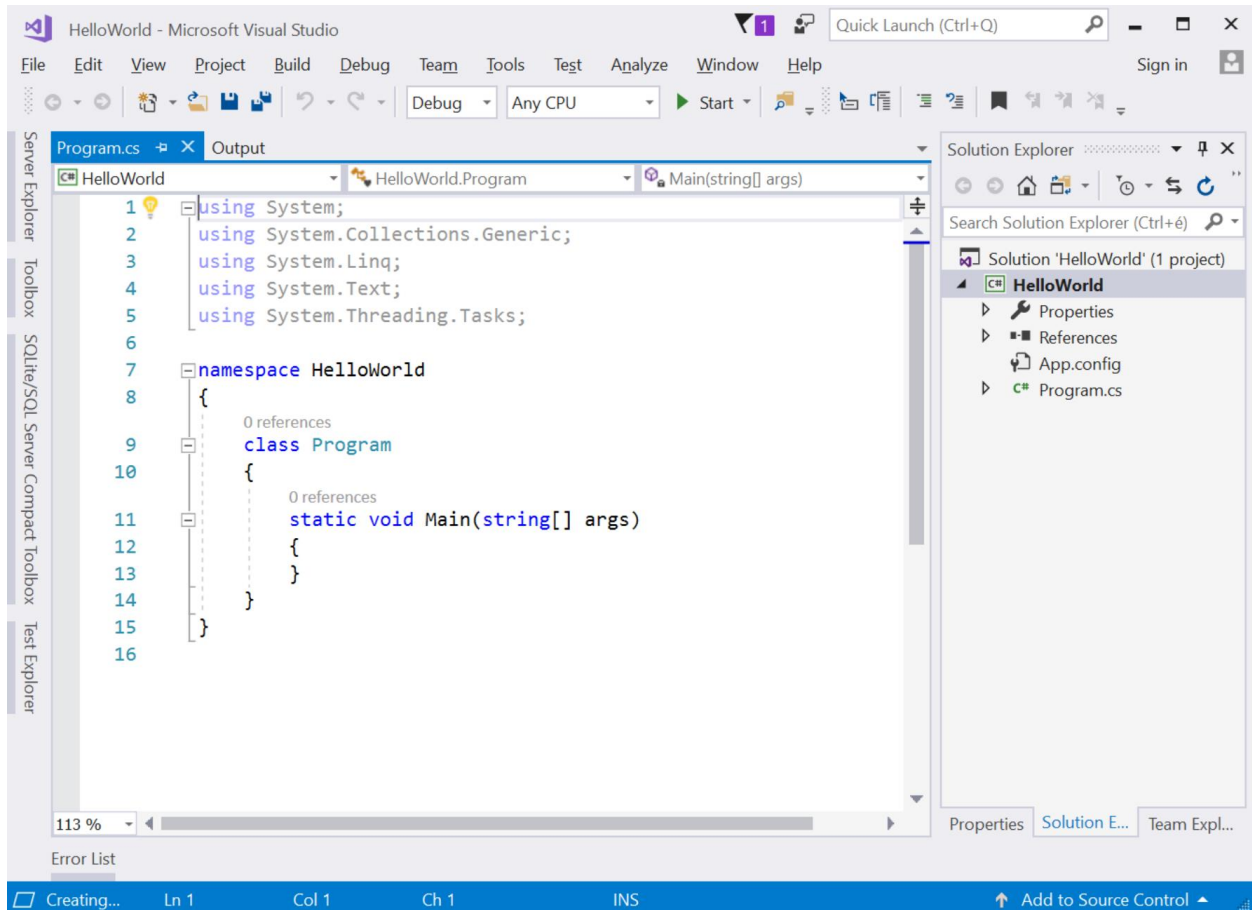 HelloWorld - Microsoft Visual Studio
1
Quick Launch (Ctrl+Q)
File Edit View Project Build Debug Team Tools Test Analyze Window Help Sign in
Debug Any CPU Start
Server Explorer
Toolbox
SQLite/SQL Server Compact Toolbox
Test Explorer
Program.cs Output
C# HelloWorld HelloWorld.Program Main(string[] args)
1 using System;
2 using System.Collections.Generic;
3 using System.Linq;
4 using System.Text;
5 using System.Threading.Tasks;
6
7 namespace HelloWorld
8 {
0 references
9 class Program
10 {
0 references
11 static void Main(string[] args)
12 {
13 }
14 }
15 }
16
113 %
Solution Explorer
Search Solution Explorer (Ctrl+é)
Solution 'HelloWorld' (1 project)
C# HelloWorld
Properties
References
App.config
C# Program.cs
Properties Solution E... Team Expl...
Error List
Creating... Ln 1 Col 1 Ch 1 INS Add to Source Control